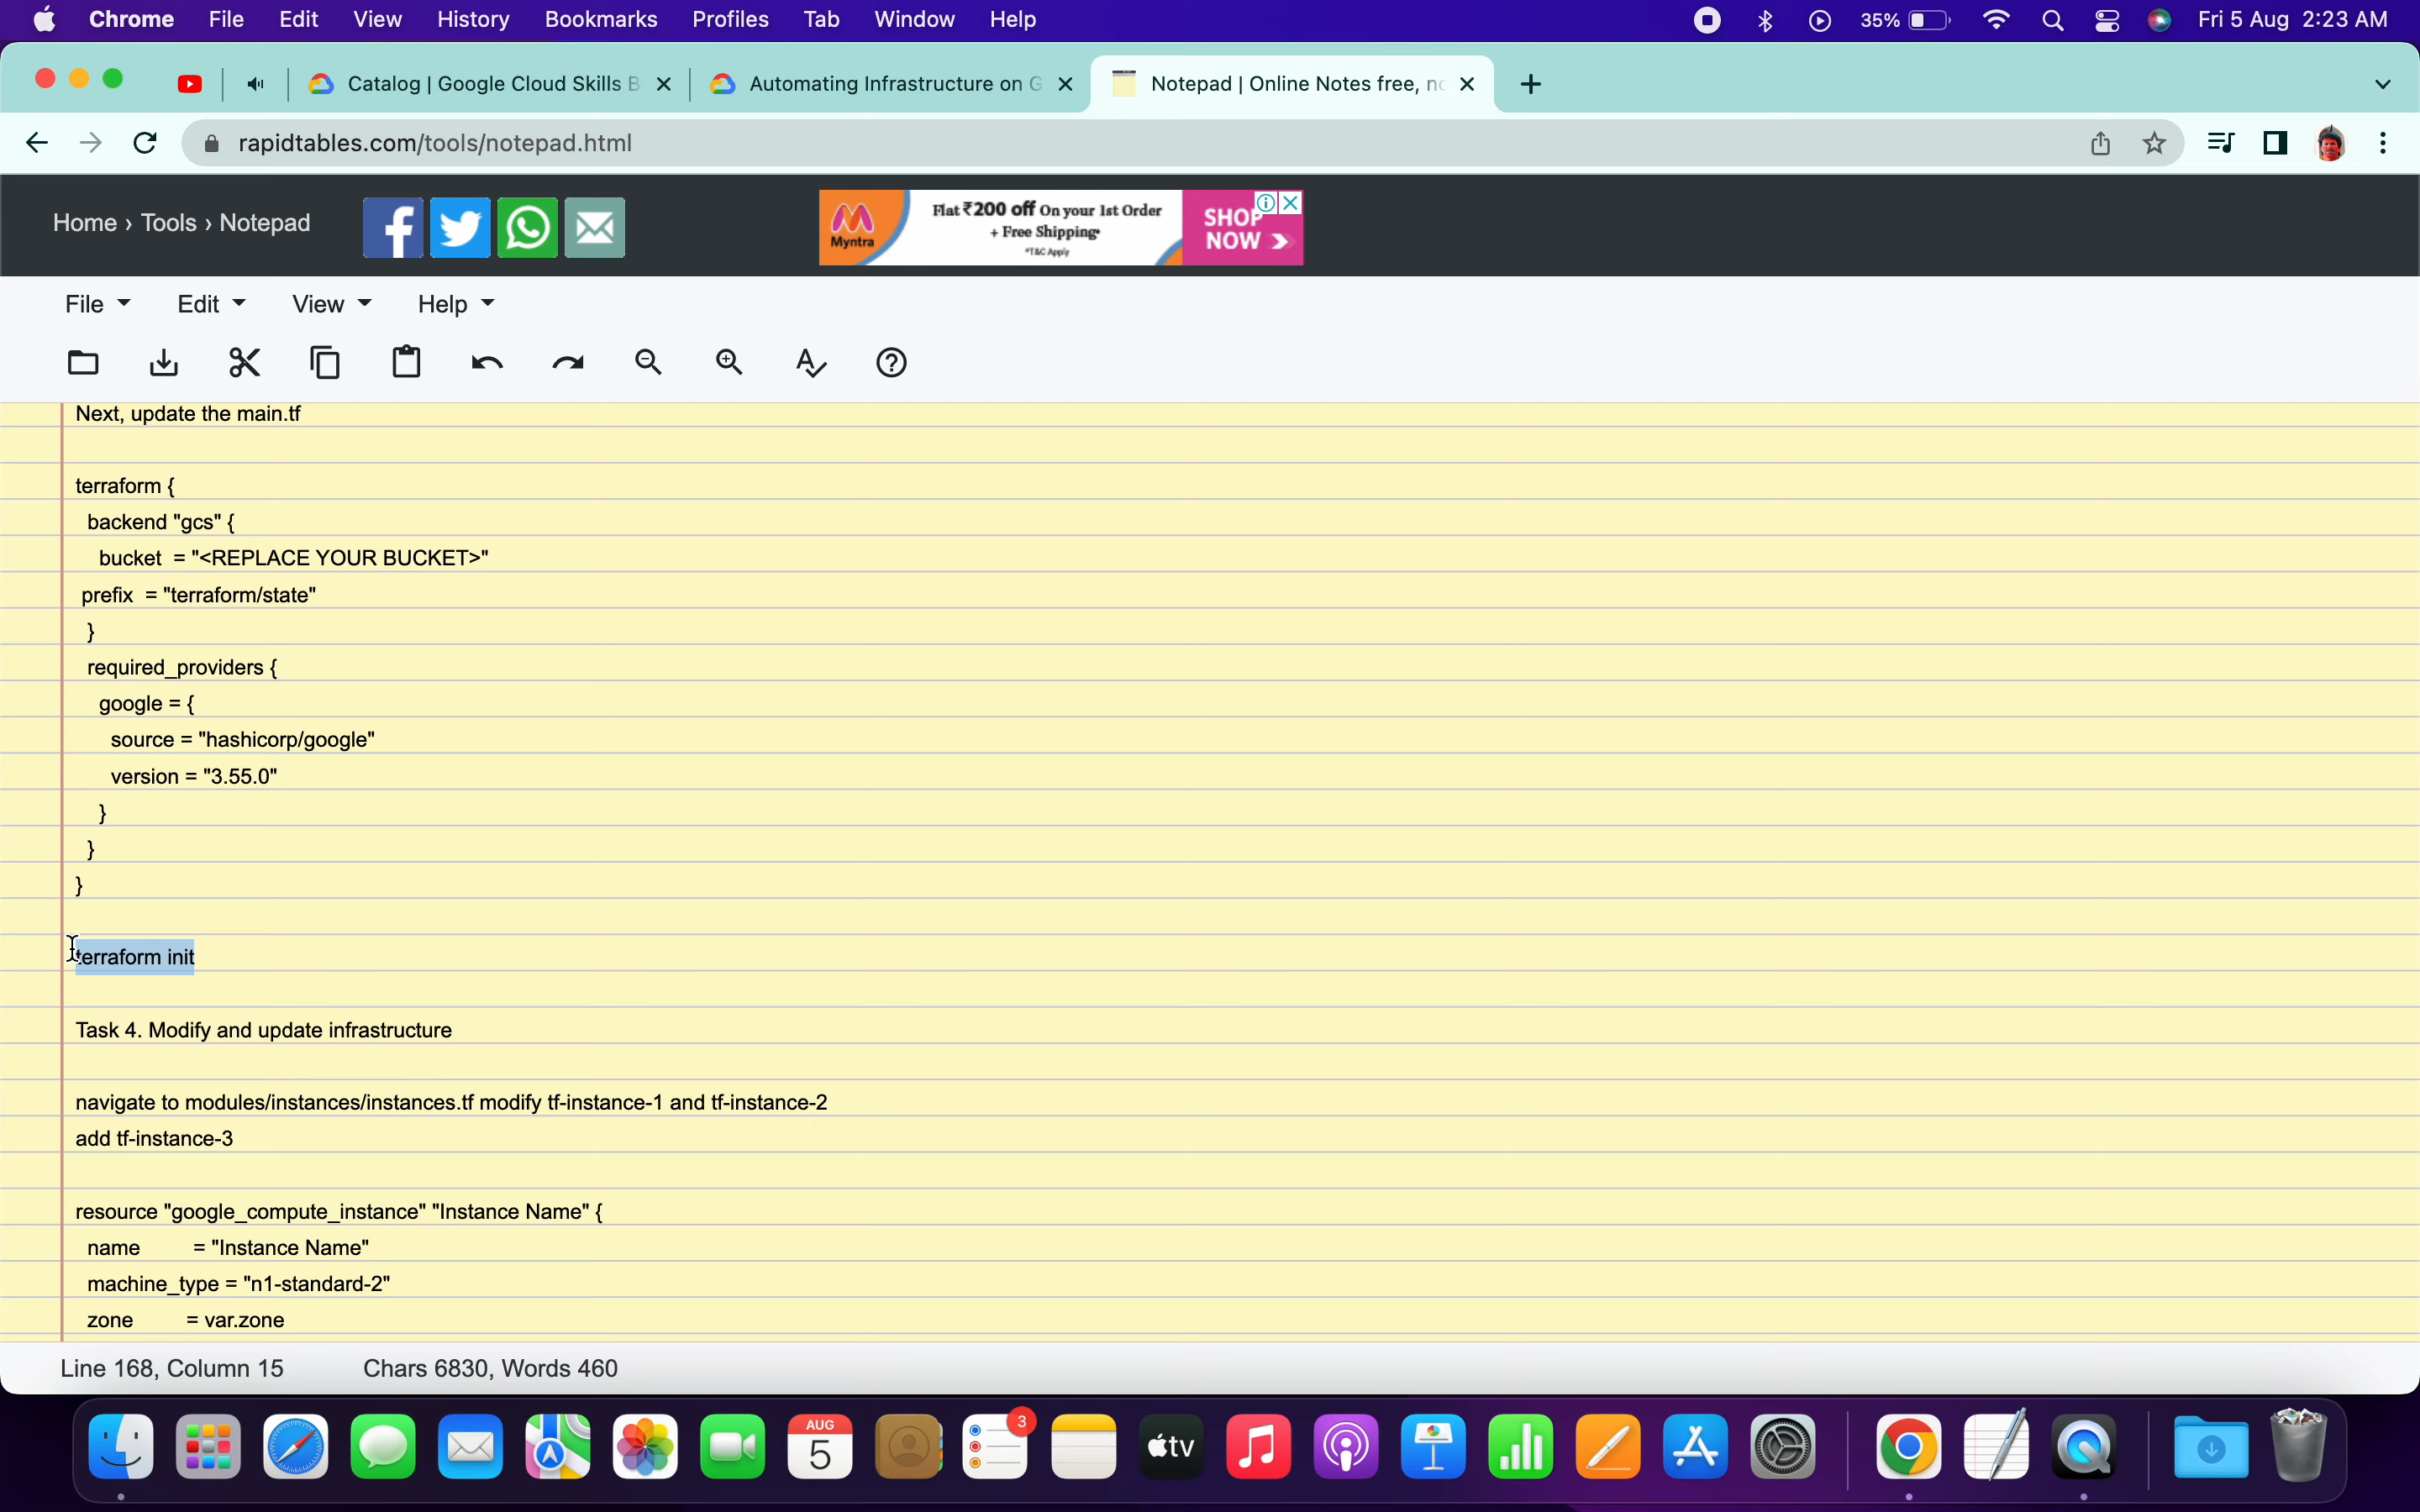 Chrome File Edit View History Bookmarks Profiles Tab Window Help 35% Fri 5 Aug 2:23 AM
Catalog | Google Cloud Skills B Automating Infrastructure on G Notepad | Online Notes free, no
rapidtables.com/tools/notepad.html
Home › Tools › Notepad
Myntra
Flat ₹200 off On your 1st Order
+ Free Shipping*
*T&C Apply
SHOP
NOW
File Edit View Help
Next, update the main.tf
terraform {
backend "gcs" {
bucket = "<REPLACE YOUR BUCKET>"
prefix = "terraform/state"
}
required_providers {
google = {
source = "hashicorp/google"
version = "3.55.0"
}
}
}
terraform init
Task 4. Modify and update infrastructure
navigate to modules/instances/instances.tf modify tf-instance-1 and tf-instance-2
add tf-instance-3
resource "google_compute_instance" "Instance Name" {
name = "Instance Name"
machine_type = "n1-standard-2"
zone = var.zone
Line 168, Column 15 Chars 6830, Words 460
AUG
5
3
tv